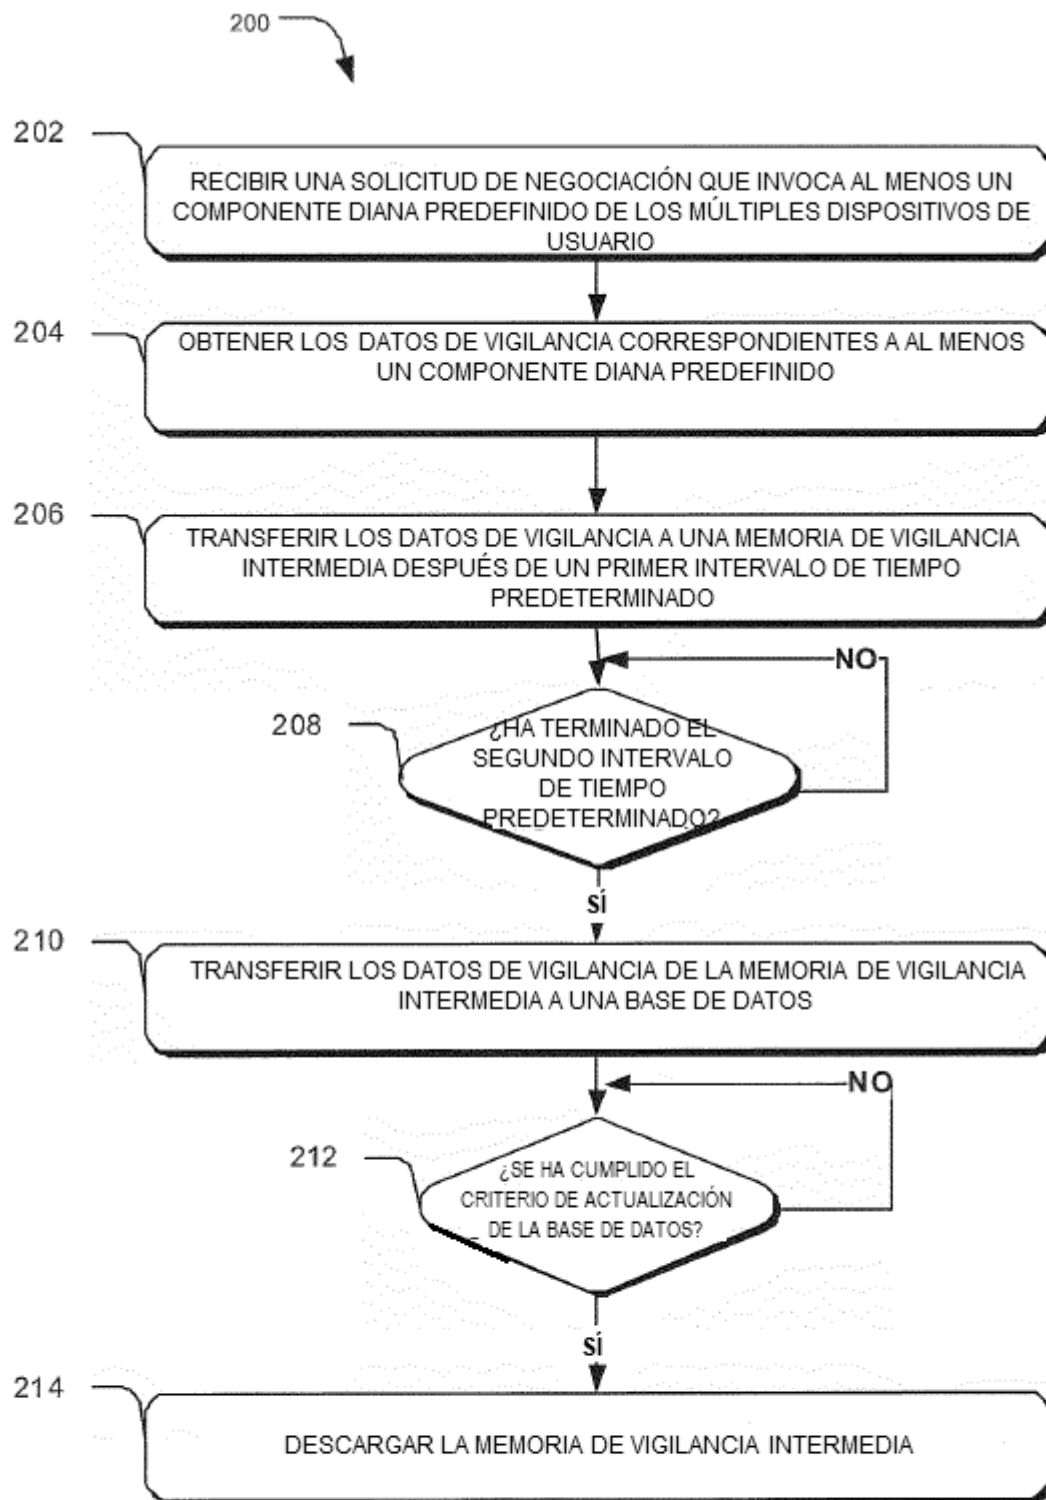 200
202
RECIBIR UNA SOLICITUD DE NEGOCIACIÓN QUE INVOCA AL MENOS UN
COMPONENTE DIANA PREDEFINIDO DE LOS MÚLTIPLES DISPOSITIVOS DE
USUARIO
204
OBTENER LOS DATOS DE VIGILANCIA CORRESPONDIENTES A AL MENOS
UN COMPONENTE DIANA PREDEFINIDO
206
TRANSFERIR LOS DATOS DE VIGILANCIA A UNA MEMORIA DE VIGILANCIA
INTERMEDIA DESPUÉS DE UN PRIMER INTERVALO DE TIEMPO
PREDETERMINADO
NO
208
¿HA TERMINADO EL
SEGUNDO INTERVALO
DE TIEMPO
PREDETERMINADO?
SÍ
210
TRANSFERIR LOS DATOS DE VIGILANCIA DE LA MEMORIA DE VIGILANCIA
INTERMEDIA A UNA BASE DE DATOS
NO
212
¿SE HA CUMPLIDO EL
CRITERIO DE ACTUALIZACIÓN
DE LA BASE DE DATOS?
SÍ
214
DESCARGAR LA MEMORIA DE VIGILANCIA INTERMEDIA